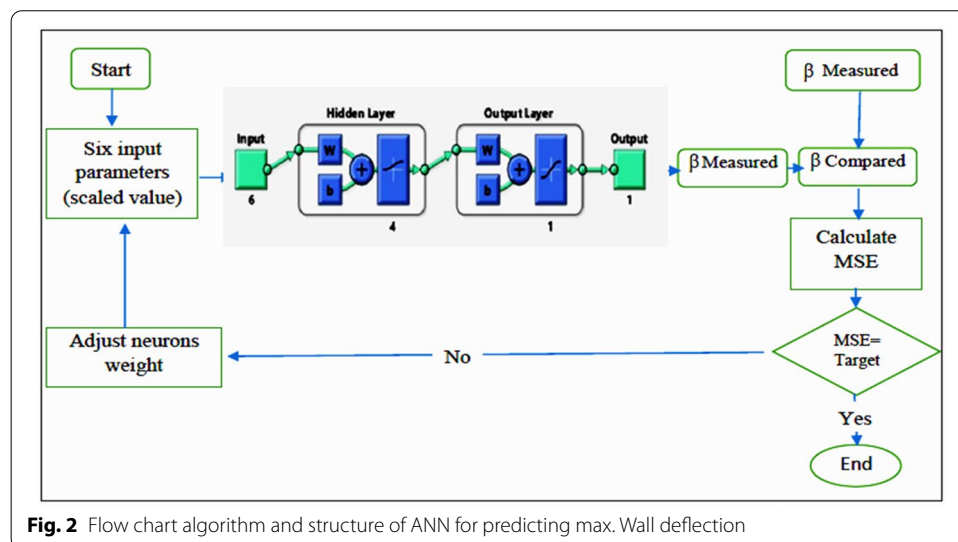 Start
Six input
parameters
(scaled value)
Input
6
Hidden Layer
W
b
+
4
Output Layer
W
b
+
1
Output
1
β Measured
β Measured
β Compared
Calculate
MSE
MSE=
Target
No
Adjust neurons
weight
Yes
End
Fig. 2 Flow chart algorithm and structure of ANN for predicting max. Wall deflection